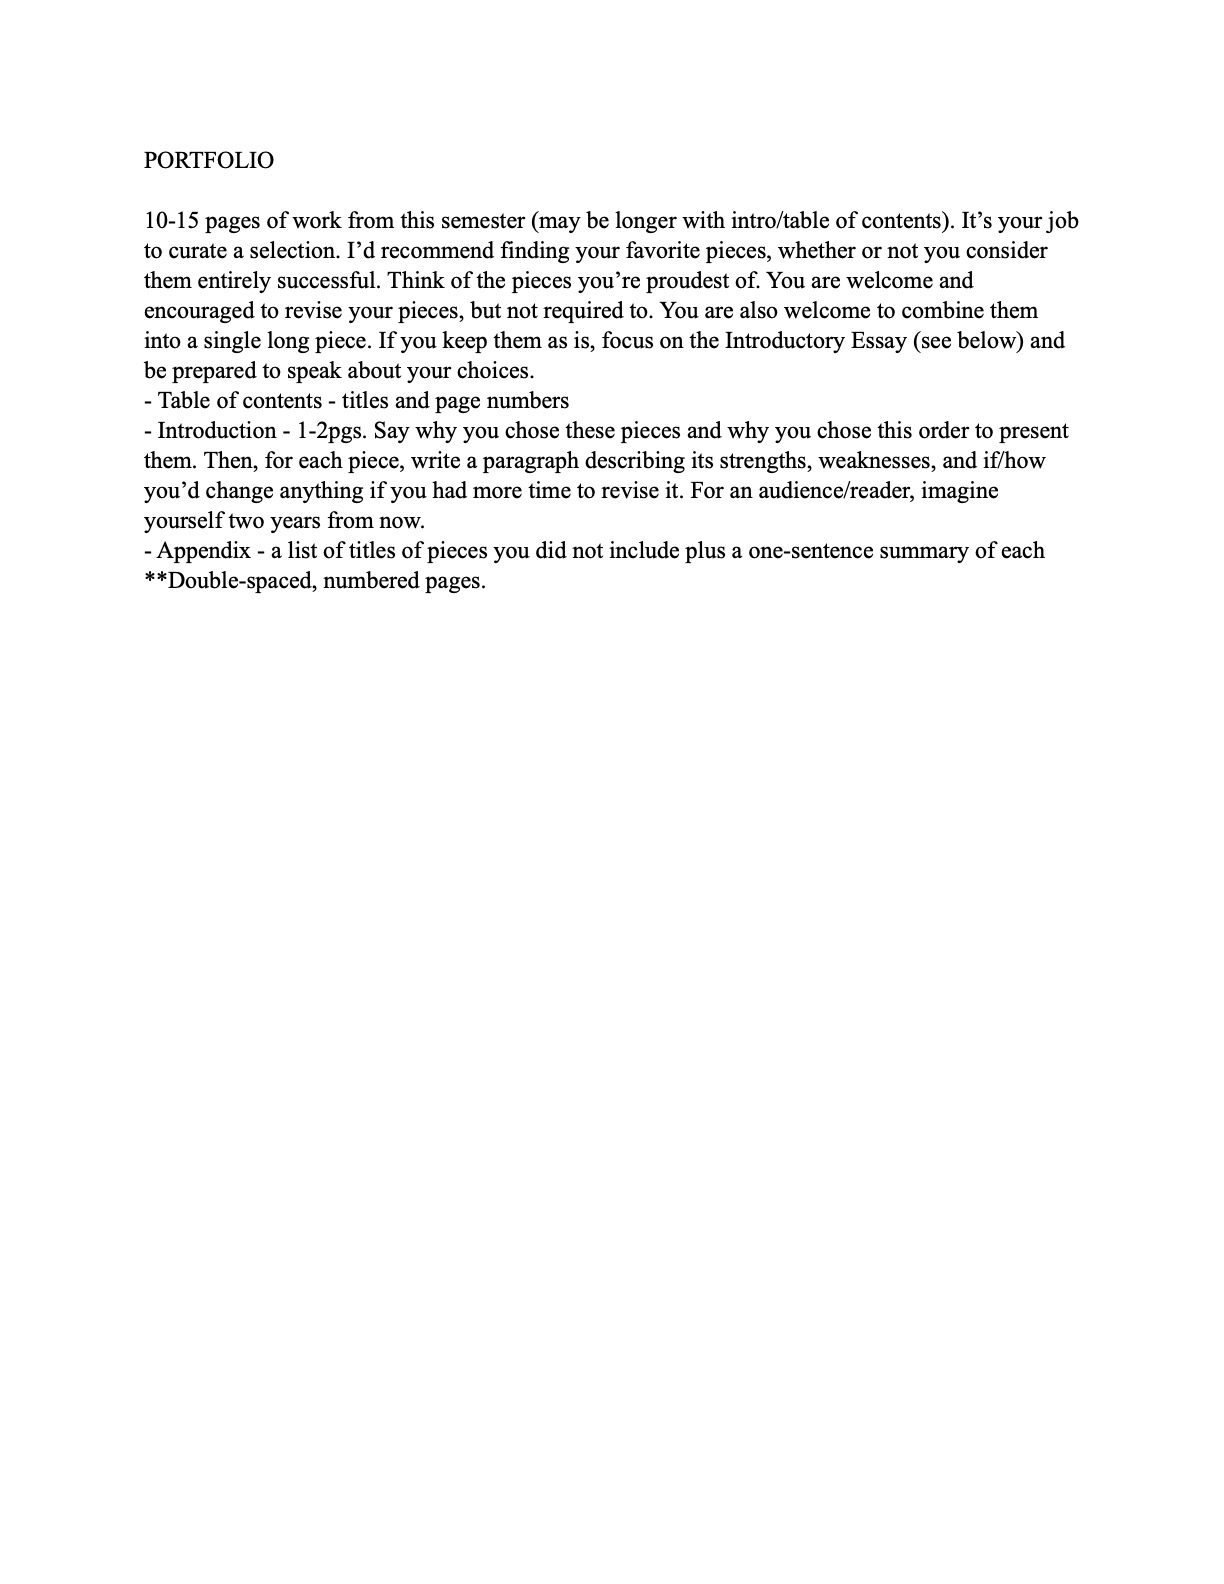 PORTFOLIO
10-15 pages of work from this semester (may be longer with intro/table of contents). It’s your job
to curate a selection. I’d recommend finding your favorite pieces, whether or not you consider
them entirely successful. Think of the pieces you’re proudest of. You are welcome and
encouraged to revise your pieces, but not required to. You are also welcome to combine them
into a single long piece. If you keep them as is, focus on the Introductory Essay (see below) and
be prepared to speak about your choices.
- Table of contents - titles and page numbers
- Introduction - 1-2pgs. Say why you chose these pieces and why you chose this order to present
them. Then, for each piece, write a paragraph describing its strengths, weaknesses, and if/how
you’d change anything if you had more time to revise it. For an audience/reader, imagine
yourself two years from now.
- Appendix - a list of titles of pieces you did not include plus a one-sentence summary of each
**Double-spaced, numbered pages.